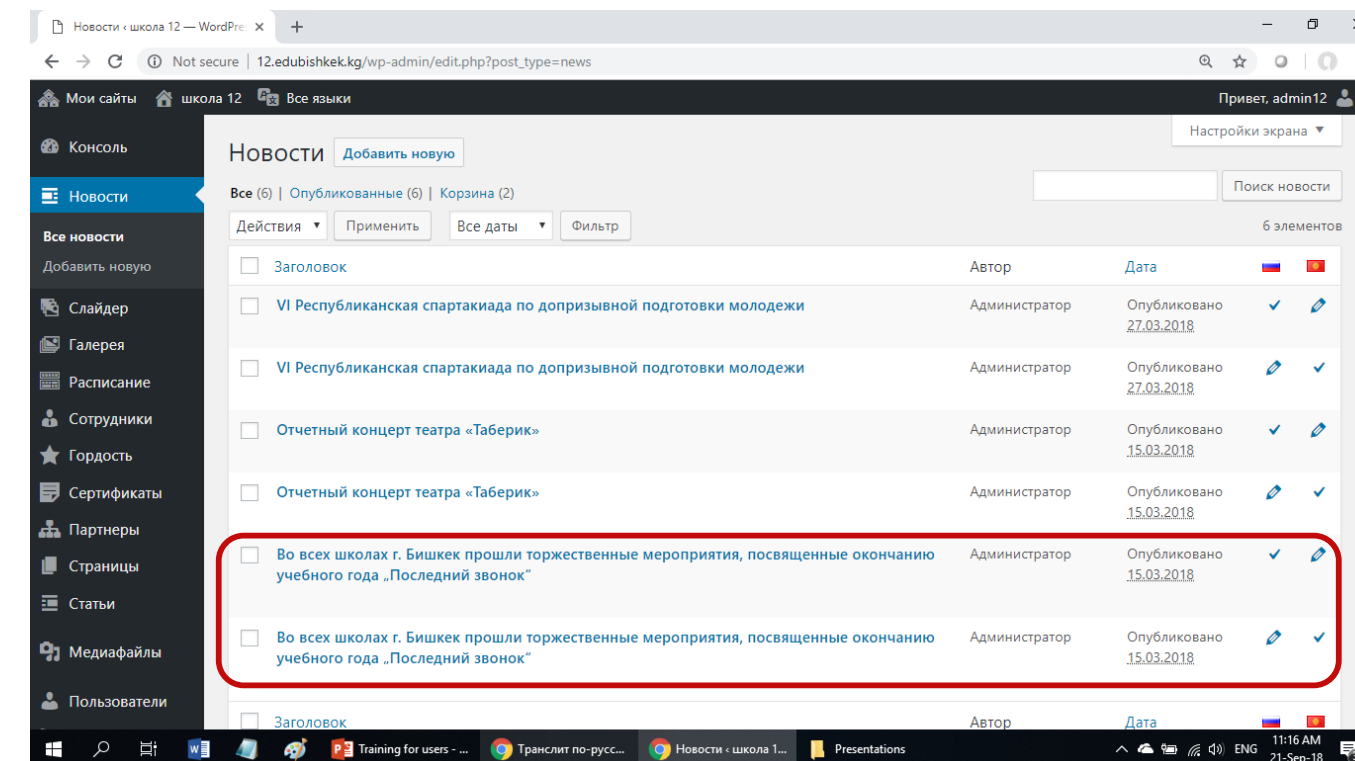 Новости ‹ школа 12 — WordPre
Not secure | 12.edubishkek.kg/wp-admin/edit.php?post_type=news
Мои сайты школа 12 Все языки Привет, admin12
Настройки экрана ▼
Консоль
Новости
Все новости
Добавить новую
Слайдер
Галерея
Расписание
Сотрудники
Гордость
Сертификаты
Партнеры
Страницы
Статьи
Медиафайлы
Пользователи
Новости Добавить новую
Все (6) | Опубликованные (6) | Корзина (2)
Поиск новости
Действия ▼ Применить Все даты ▼ Фильтр 6 элементов
Заголовок Автор Дата
VI Республиканская спартакиада по допризывной подготовки молодежи Администратор Опубликовано
27.03.2018
VI Республиканская спартакиада по допризывной подготовки молодежи Администратор Опубликовано
27.03.2018
Отчетный концерт театра «Таберик» Администратор Опубликовано
15.03.2018
Отчетный концерт театра «Таберик» Администратор Опубликовано
15.03.2018
Во всех школах г. Бишкек прошли торжественные мероприятия, посвященные окончанию Администратор Опубликовано
учебного года „Последний звонок“ 15.03.2018
Во всех школах г. Бишкек прошли торжественные мероприятия, посвященные окончанию Администратор Опубликовано
учебного года „Последний звонок“ 15.03.2018
Заголовок Автор Дата
Training for users - ... Транслит по-русс... Новости ‹ школа 1... Presentations ENG 11:16 AM
21-Sep-18